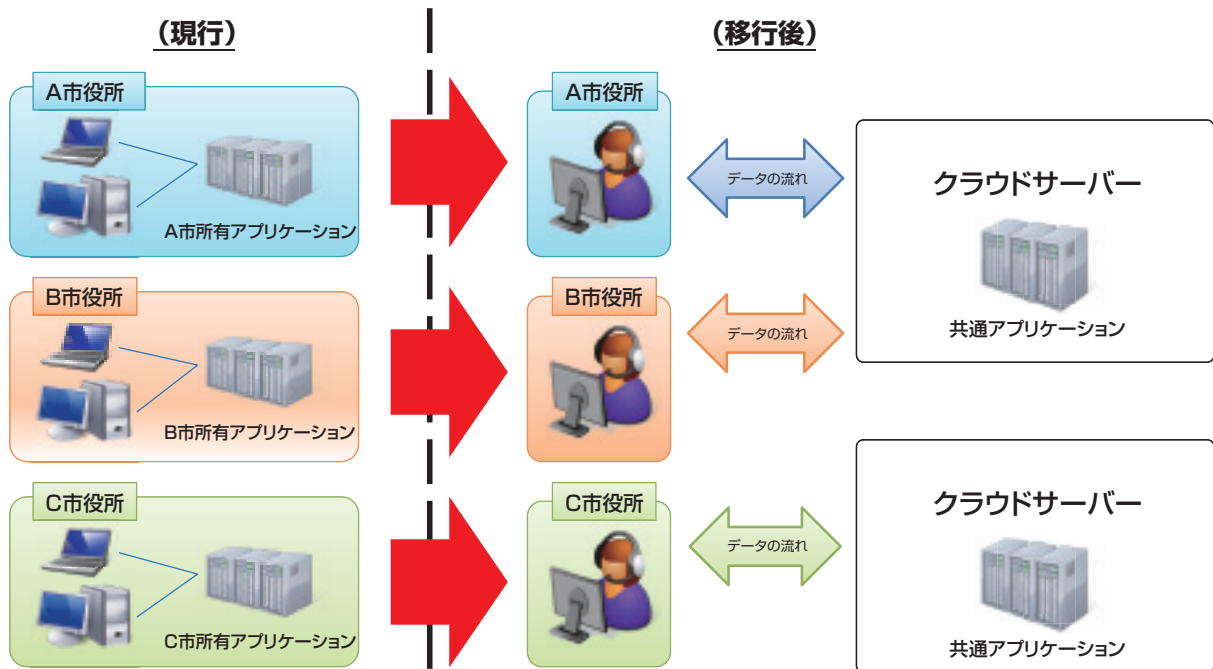 （現行）
（移行後）
A市役所
A市所有アプリケーション
B市役所
B市所有アプリケーション
C市役所
C市所有アプリケーション
A市役所
データの流れ
B市役所
データの流れ
C市役所
データの流れ
クラウドサーバー
共通アプリケーション
クラウドサーバー
共通アプリケーション